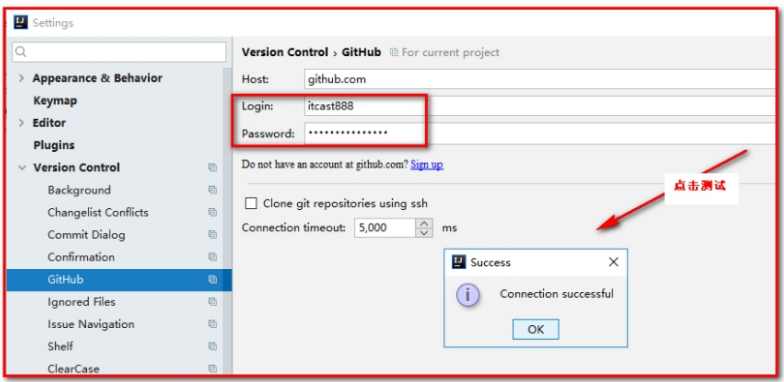 Settings
Appearance & Behavior
Keymap
Editor
Plugins
Version Control
Background
Changelist Conflicts
Commit Dialog
Confirmation
GitHub
Ignored Files
Issue Navigation
Shelf
ClearCase
Version Control › GitHub For current project
Host: github.com
Login: itcast888
Password: •••••••••••••••
Do not have an account at github.com? Sign up
Clone git repositories using ssh
Connection timeout: 5,000 ms
点击测试
Success
Connection successful
OK